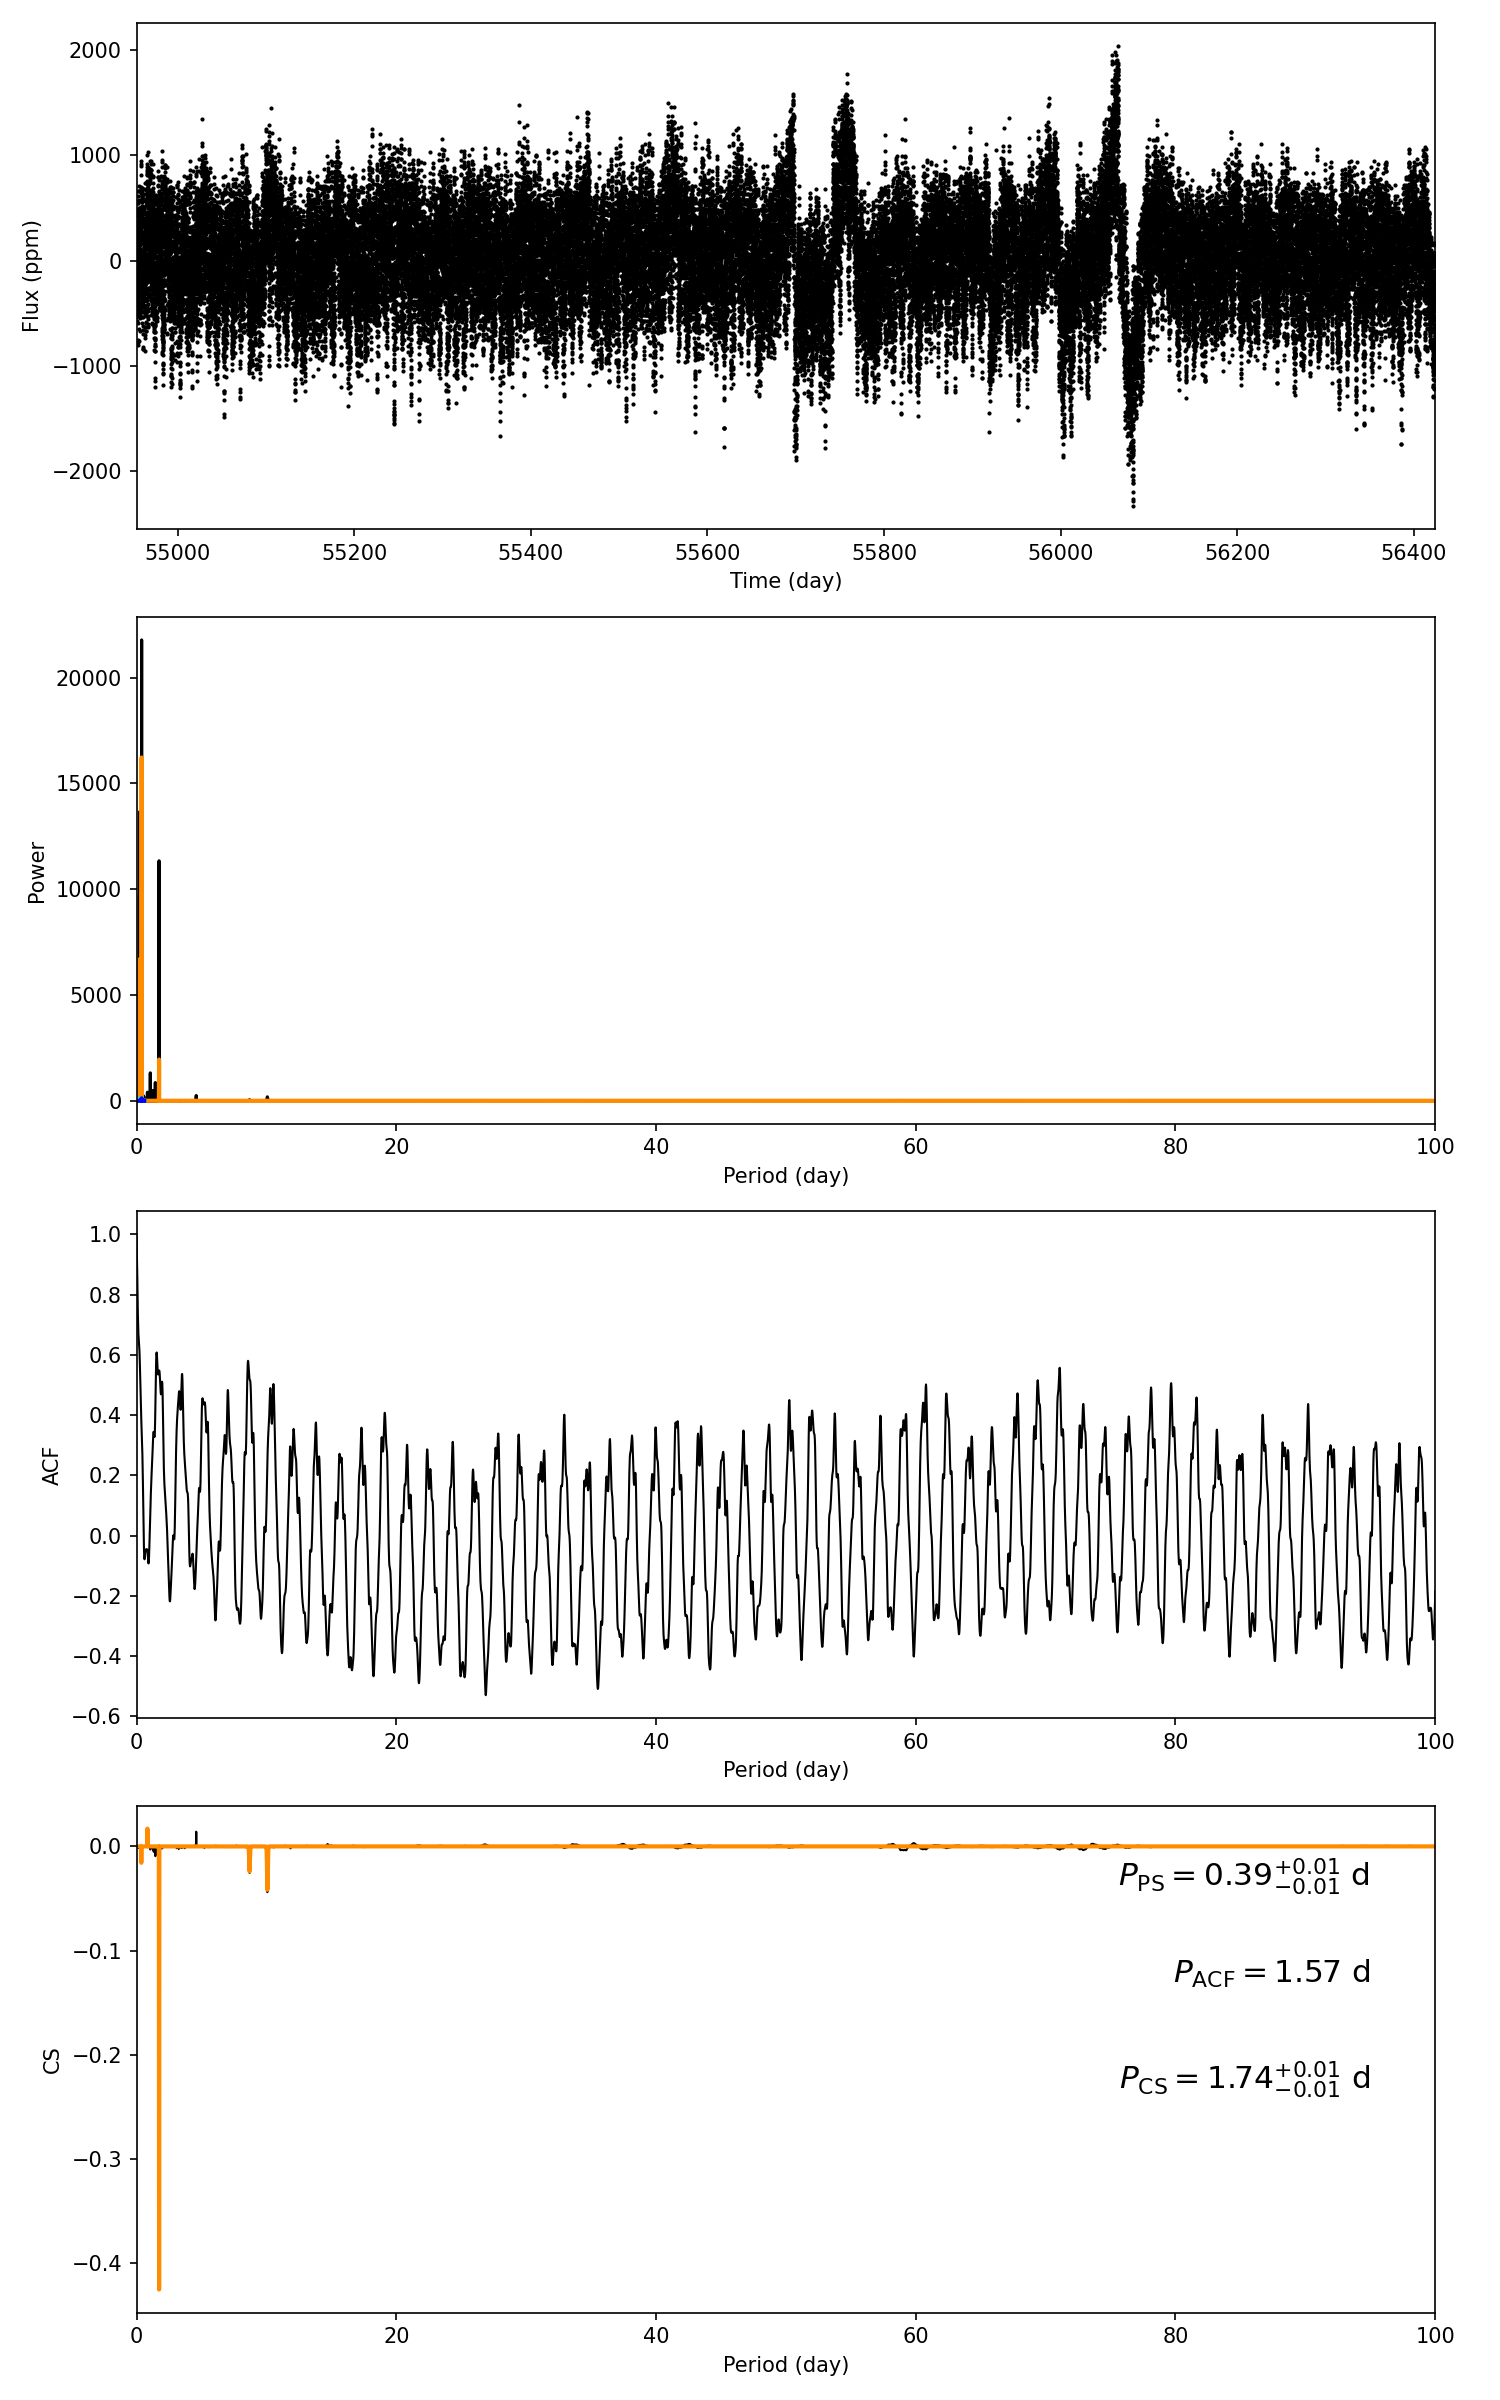 2000
1000
0
−1000
−2000
Flux (ppm)
55000 55200 55400 55600 55800 56000 56200 56400
Time (day)
20000
15000
10000
5000
0
Power
0 20 40 60 80 100
Period (day)
1.0
0.8
0.6
0.4
0.2
0.0
−0.2
−0.4
−0.6
ACF
0 20 40 60 80 100
Period (day)
0.0
−0.1
−0.2
−0.3
−0.4
CS
P_PS = 0.39^{+0.01}_{−0.01} d
P_ACF = 1.57 d
P_CS = 1.74^{+0.01}_{−0.01} d
0 20 40 60 80 100
Period (day)